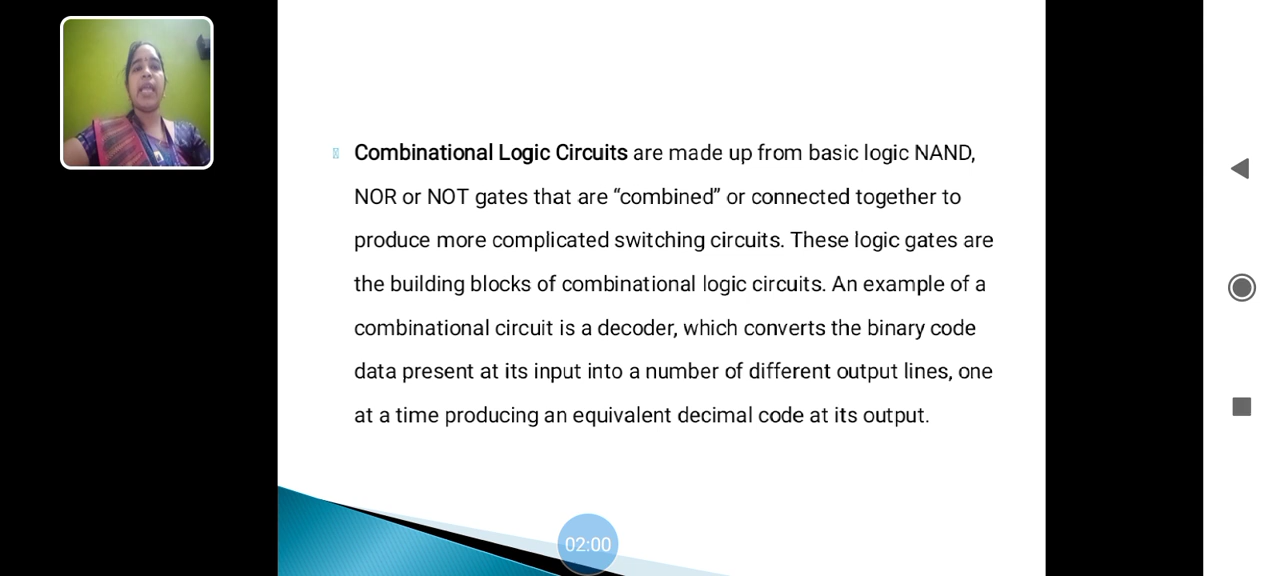 Combinational Logic Circuits are made up from basic logic NAND,
NOR or NOT gates that are “combined” or connected together to
produce more complicated switching circuits. These logic gates are
the building blocks of combinational logic circuits. An example of a
combinational circuit is a decoder, which converts the binary code
data present at its input into a number of different output lines, one
at a time producing an equivalent decimal code at its output.
02:00